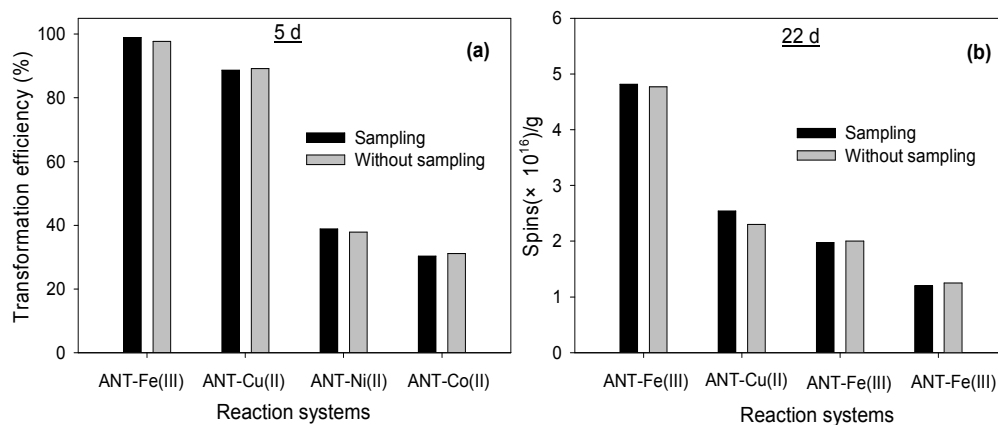 5 d
(a)
Transformation efficiency (%)
100
80
60
40
20
0
Sampling
Without sampling
ANT-Fe(III) ANT-Cu(II) ANT-Ni(II) ANT-Co(II)
Reaction systems
22 d
(b)
Spins(× 10^16)/g
6
5
4
3
2
1
0
Sampling
Without sampling
ANT-Fe(III) ANT-Cu(II) ANT-Fe(III) ANT-Fe(III)
Reaction systems